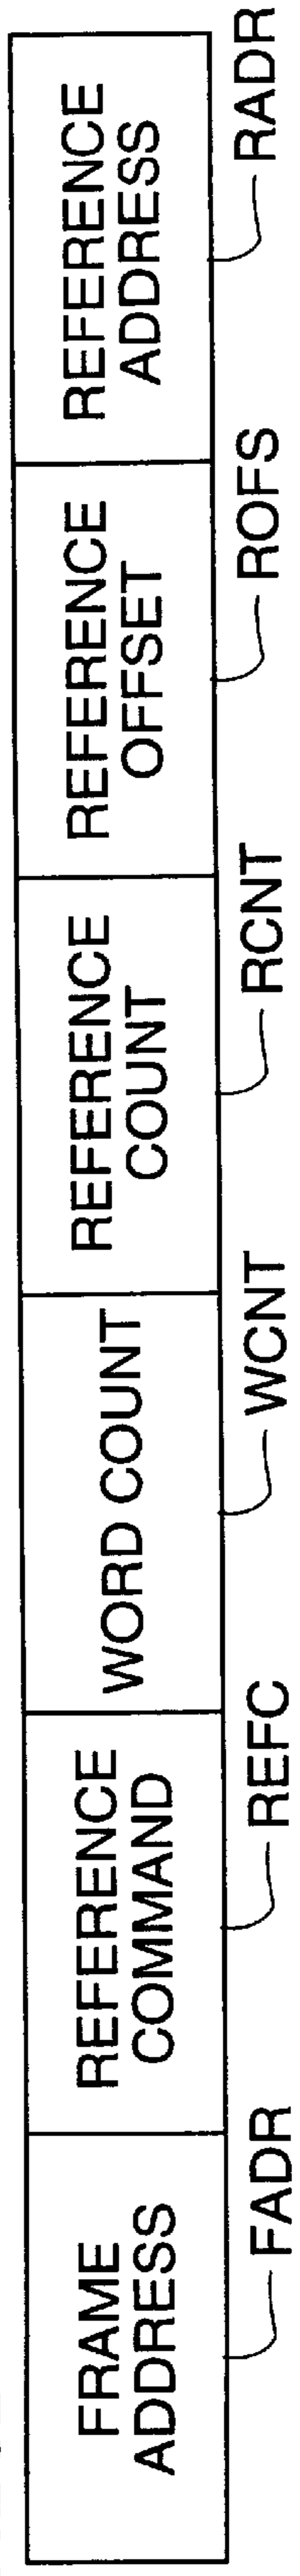 FRAME
ADDRESS
REFERENCE
COMMAND
WORD COUNT
REFERENCE
COUNT
REFERENCE
OFFSET
REFERENCE
ADDRESS
FADR
REFC
WCNT
RCNT
ROFS
RADR